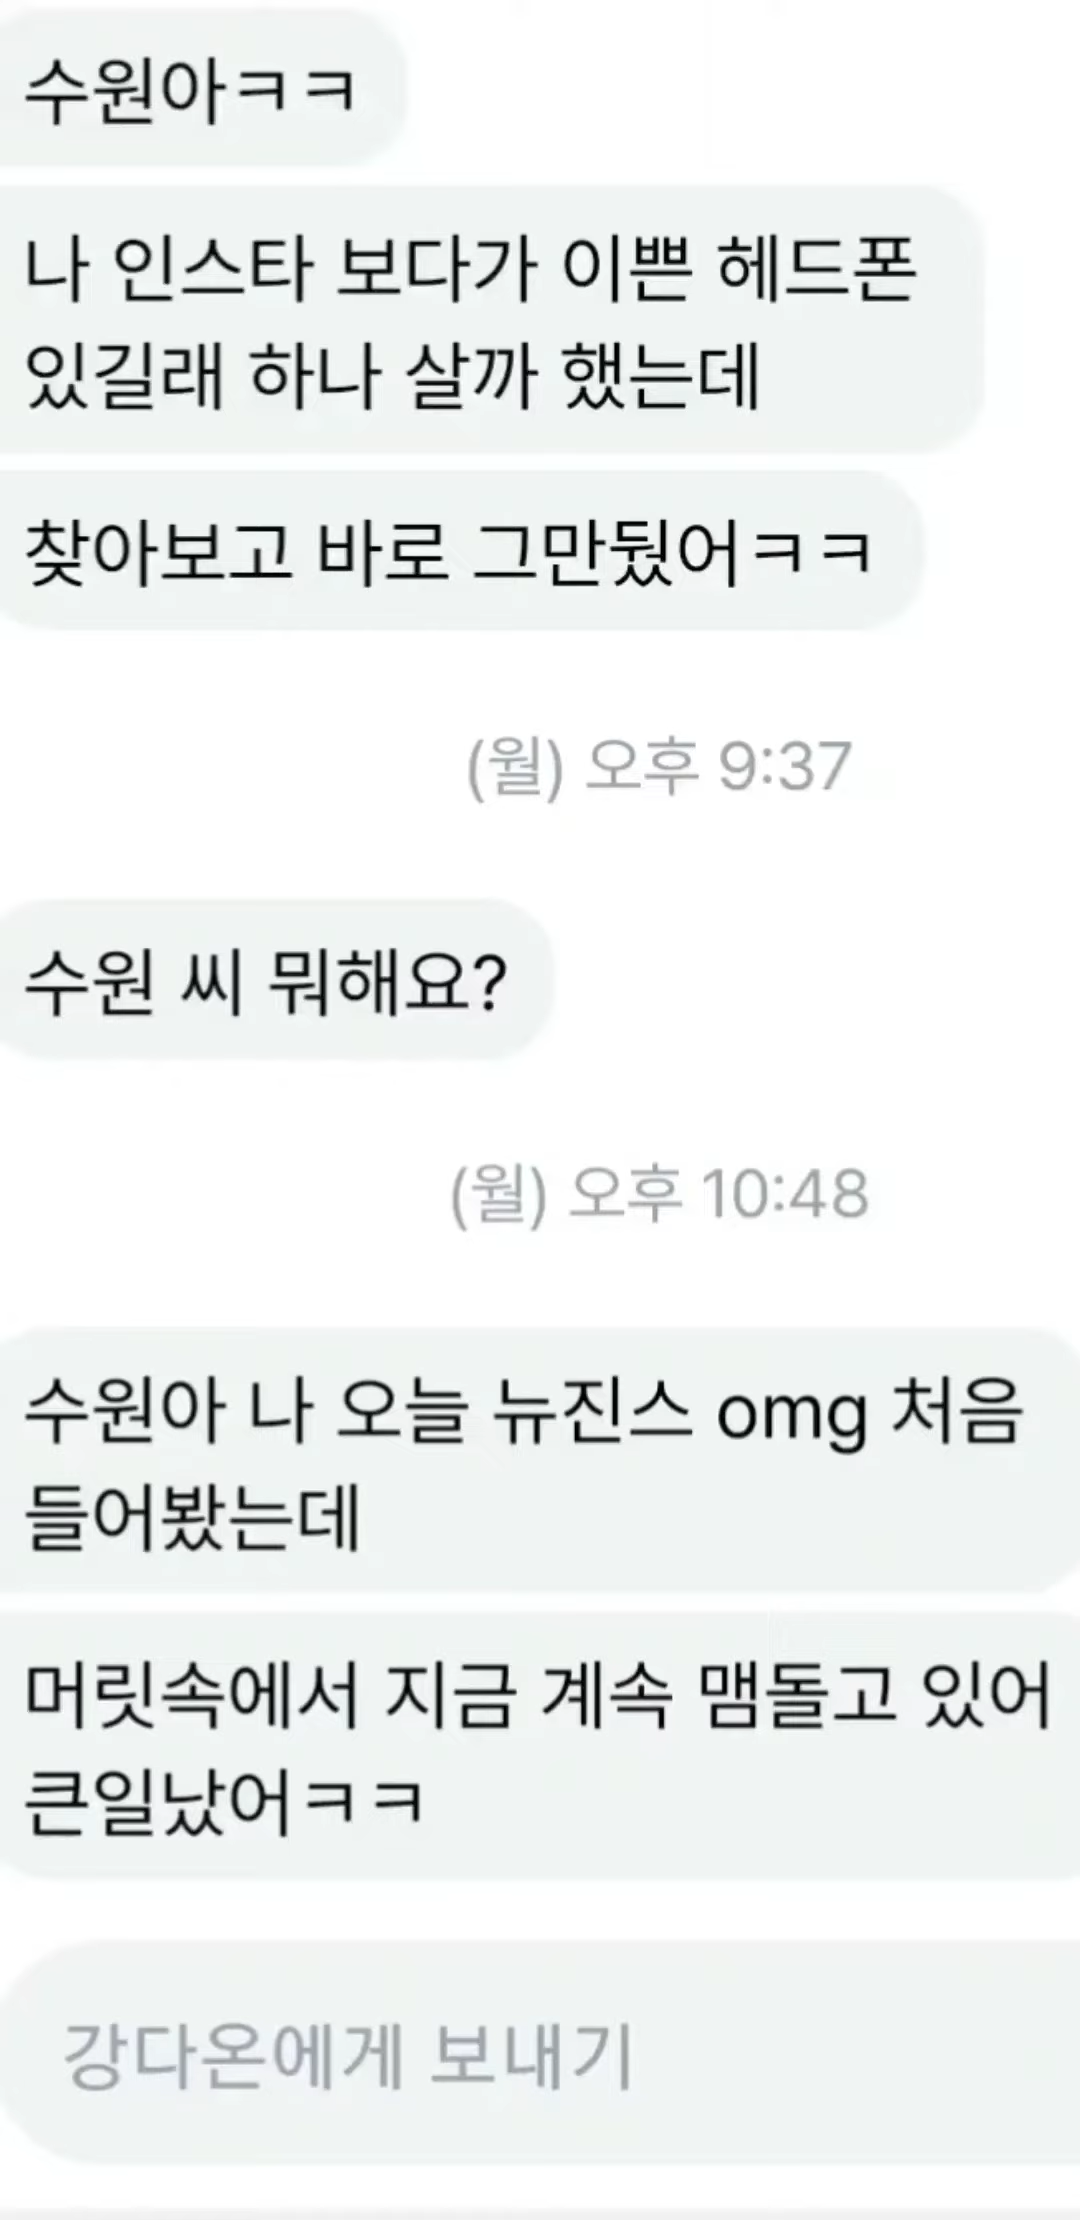 수원아ㅋㅋ
나 인스타 보다가 이쁜 헤드폰
있길래 하나 살까 했는데
찾아보고 바로 그만뒀어ㅋㅋ
(월) 오후 9:37
수원 씨 뭐해요?
(월) 오후 10:48
수원아 나 오늘 뉴진스 omg 처음
들어봤는데
머릿속에서 지금 계속 맴돌고 있어
큰일났어ㅋㅋ
강다온에게 보내기